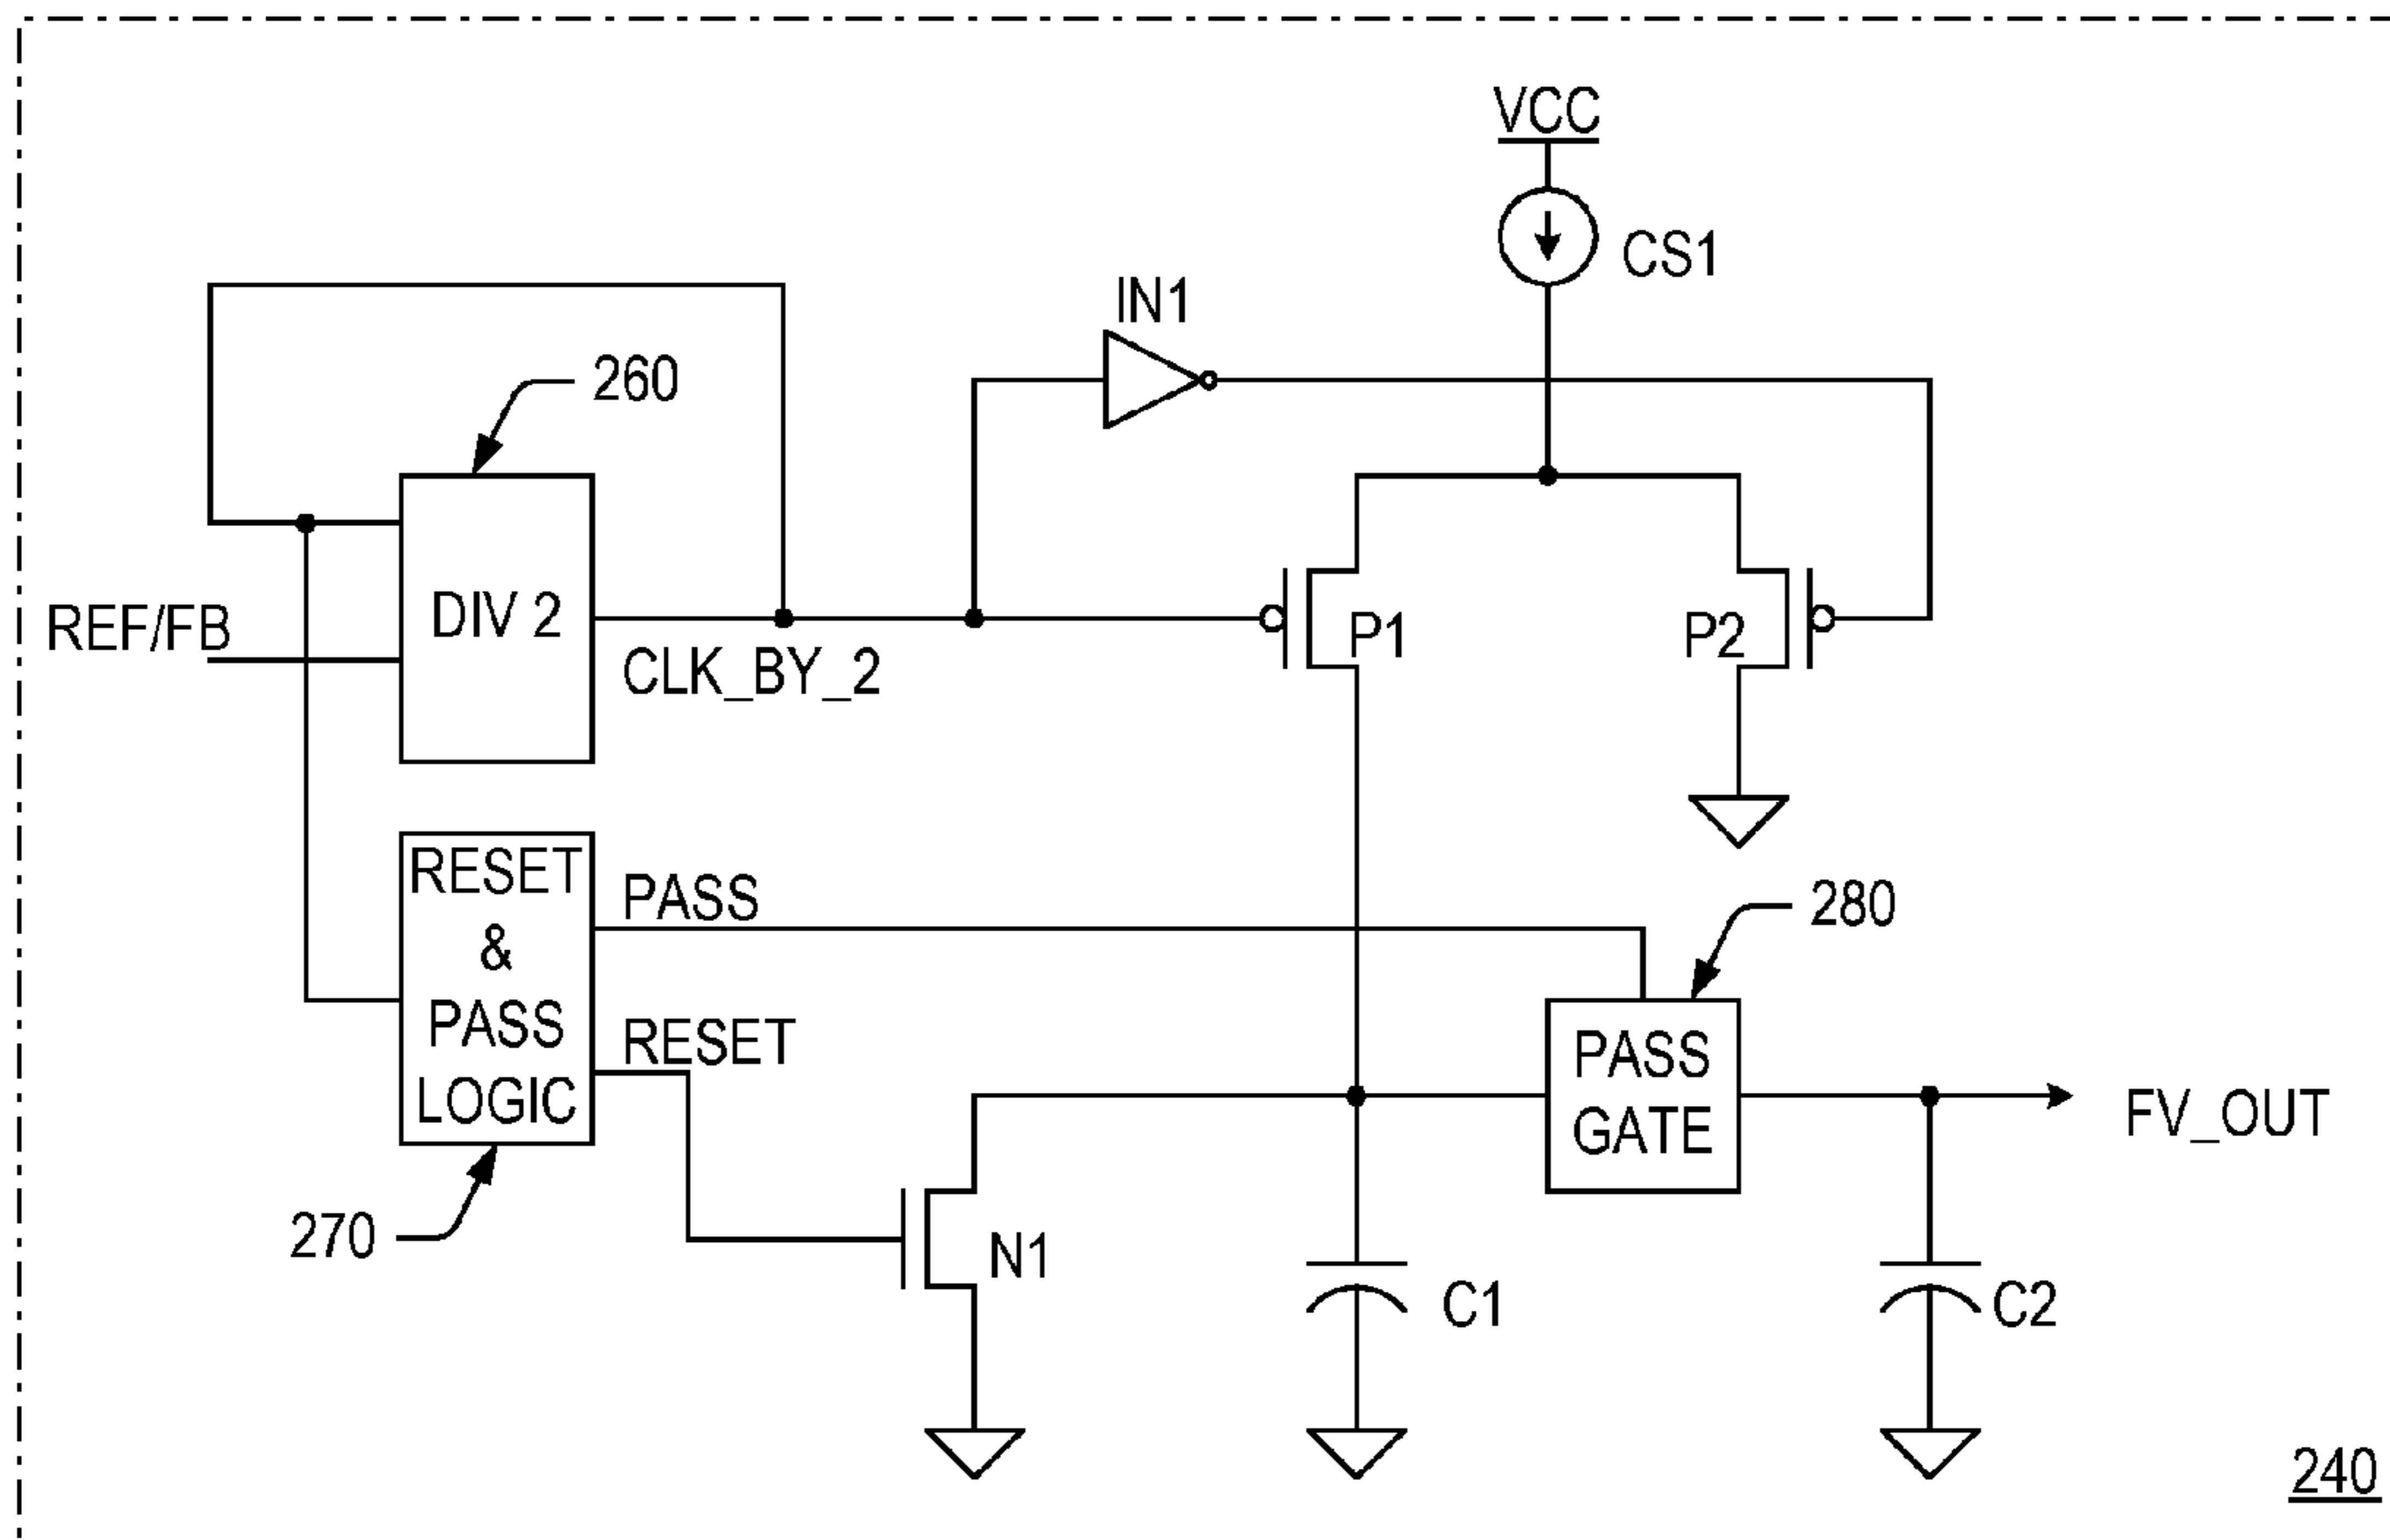 VCC
CS1
IN1
260
DIV 2
REF/FB
CLK_BY_2
P1
P2
RESET
&
PASS
LOGIC
PASS
RESET
280
PASS
GATE
FV_OUT
270
N1
C1
C2
240